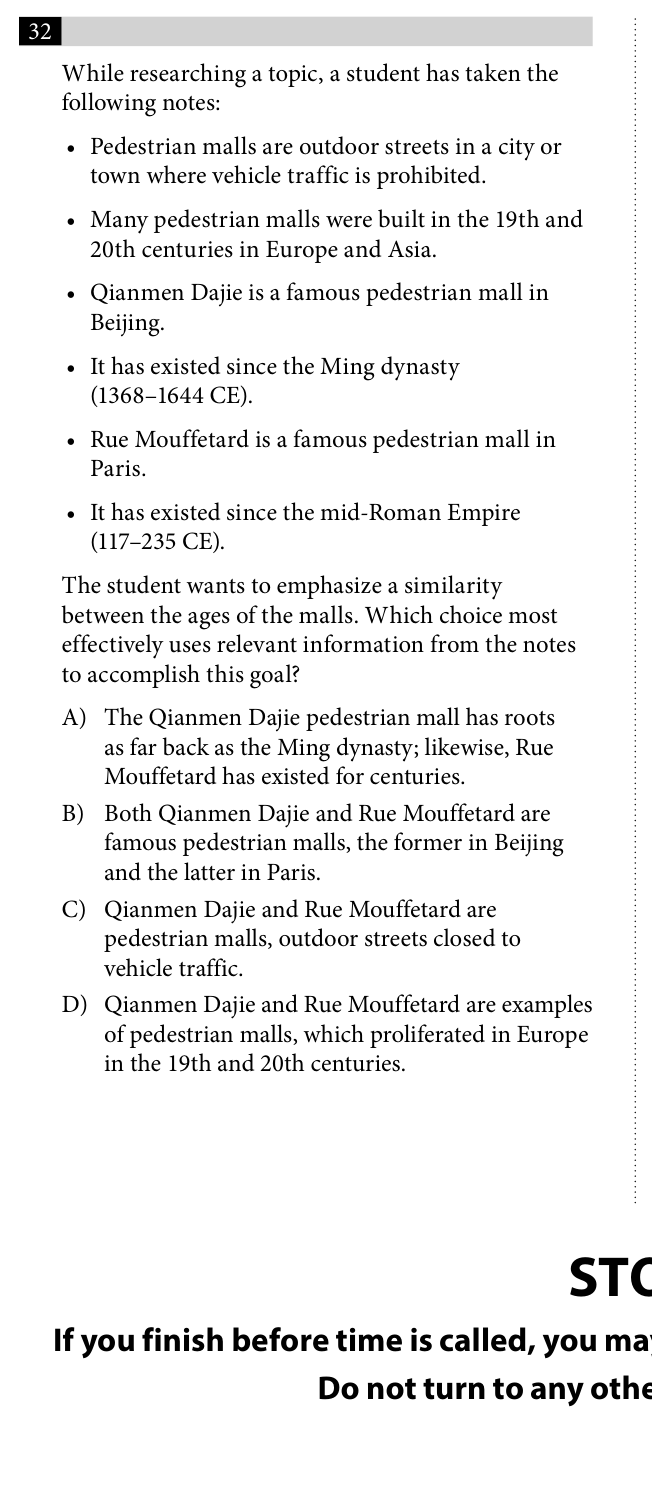 32
While researching a topic, a student has taken the
following notes:
• Pedestrian malls are outdoor streets in a city or
town where vehicle traffic is prohibited.
• Many pedestrian malls were built in the 19th and
20th centuries in Europe and Asia.
• Qianmen Dajie is a famous pedestrian mall in
Beijing.
• It has existed since the Ming dynasty
(1368–1644 CE).
• Rue Mouffetard is a famous pedestrian mall in
Paris.
• It has existed since the mid-Roman Empire
(117–235 CE).
The student wants to emphasize a similarity
between the ages of the malls. Which choice most
effectively uses relevant information from the notes
to accomplish this goal?
A) The Qianmen Dajie pedestrian mall has roots
as far back as the Ming dynasty; likewise, Rue
Mouffetard has existed for centuries.
B) Both Qianmen Dajie and Rue Mouffetard are
famous pedestrian malls, the former in Beijing
and the latter in Paris.
C) Qianmen Dajie and Rue Mouffetard are
pedestrian malls, outdoor streets closed to
vehicle traffic.
D) Qianmen Dajie and Rue Mouffetard are examples
of pedestrian malls, which proliferated in Europe
in the 19th and 20th centuries.
STO
If you finish before time is called, you may
Do not turn to any othe